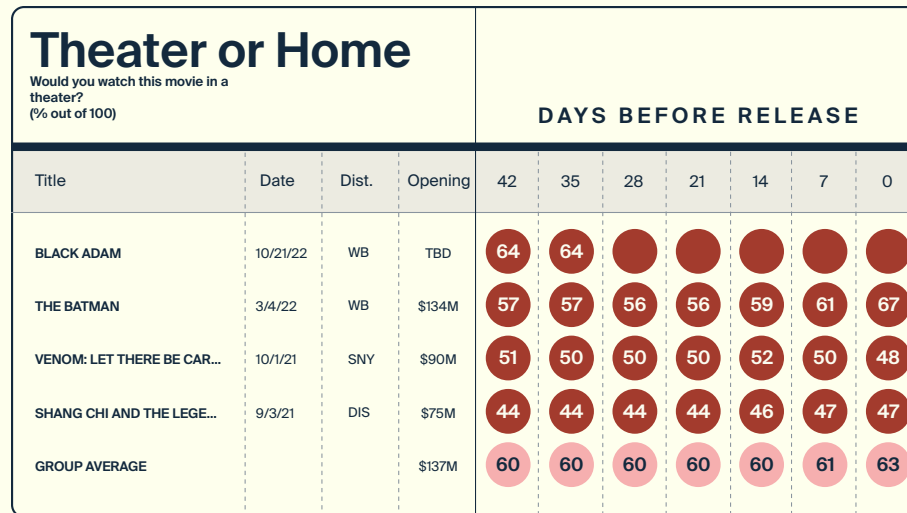 Theater or Home
Would you watch this movie in a
theater?
(% out of 100)
DAYS BEFORE RELEASE
Title Date Dist. Opening 42 35 28 21 14 7 0
BLACK ADAM 10/21/22 WB TBD 64 64
THE BATMAN 3/4/22 WB $134M 57 57 56 56 59 61 67
VENOM: LET THERE BE CAR... 10/1/21 SNY $90M 51 50 50 50 52 50 48
SHANG CHI AND THE LEGE... 9/3/21 DIS $75M 44 44 44 44 46 47 47
GROUP AVERAGE $137M 60 60 60 60 60 61 63